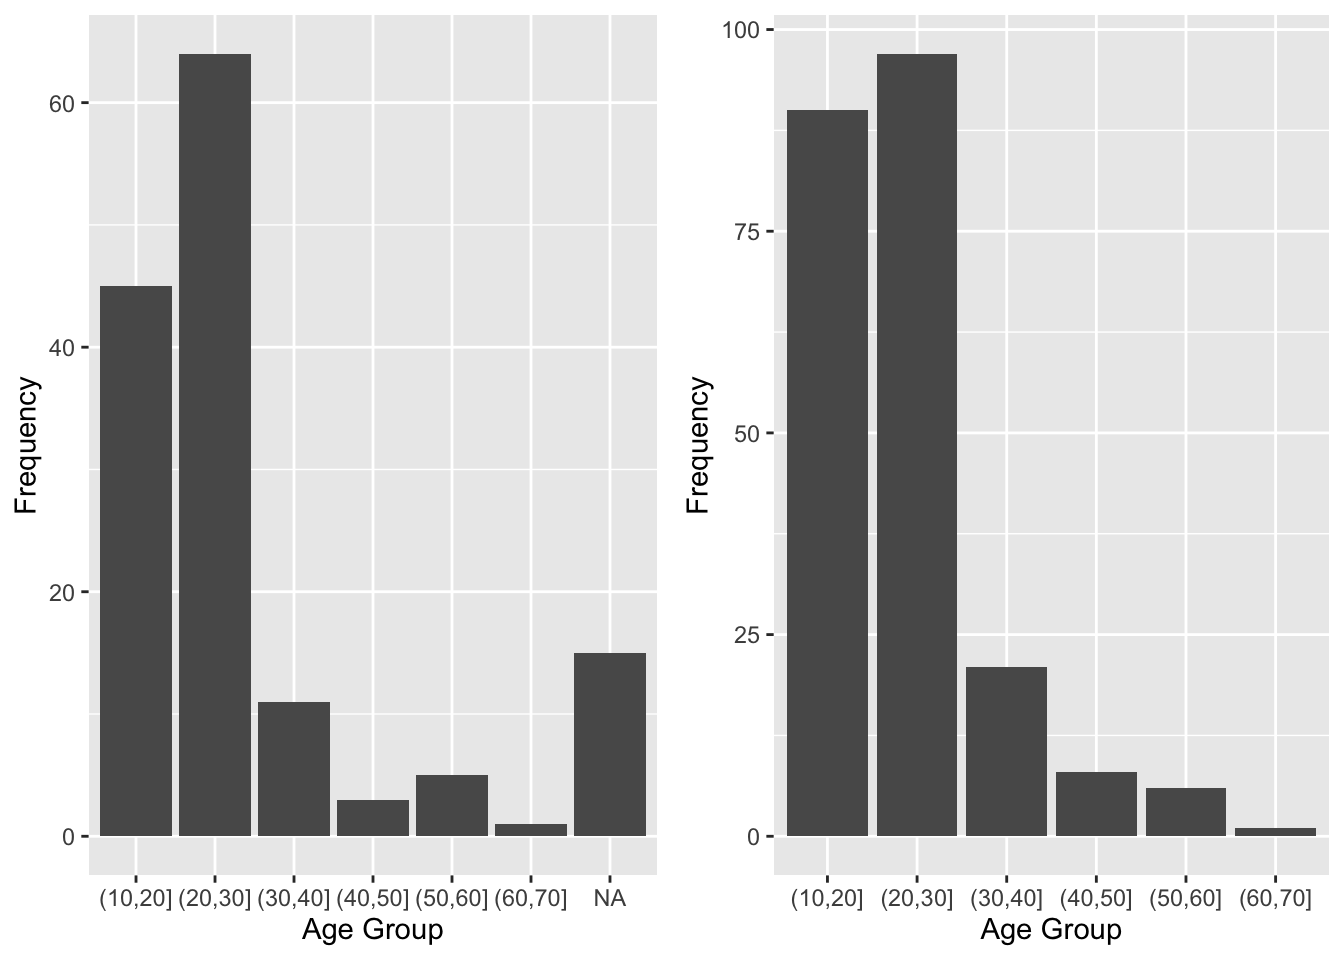 Frequency
60
40
20
0
(10,20] (20,30] (30,40] (40,50] (50,60] (60,70] NA
Age Group
Frequency
100
75
50
25
0
(10,20] (20,30] (30,40] (40,50] (50,60] (60,70]
Age Group